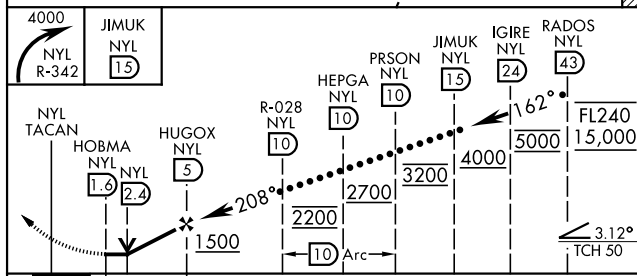 4000
NYL
R-342
JIMUK
NYL
15
RADOS
NYL
43
IGIRE
NYL
24
JIMUK
NYL
15
PRSON
NYL
10
HEPGA
NYL
10
R-028
NYL
10
HUGOX
NYL
5
NYL
TACAN
HOBMA
NYL
1.6
NYL
2.4
162°
208°
FL240
15,000
5000
4000
3200
2700
2200
1500
10 Arc
3.12°
TCH 50